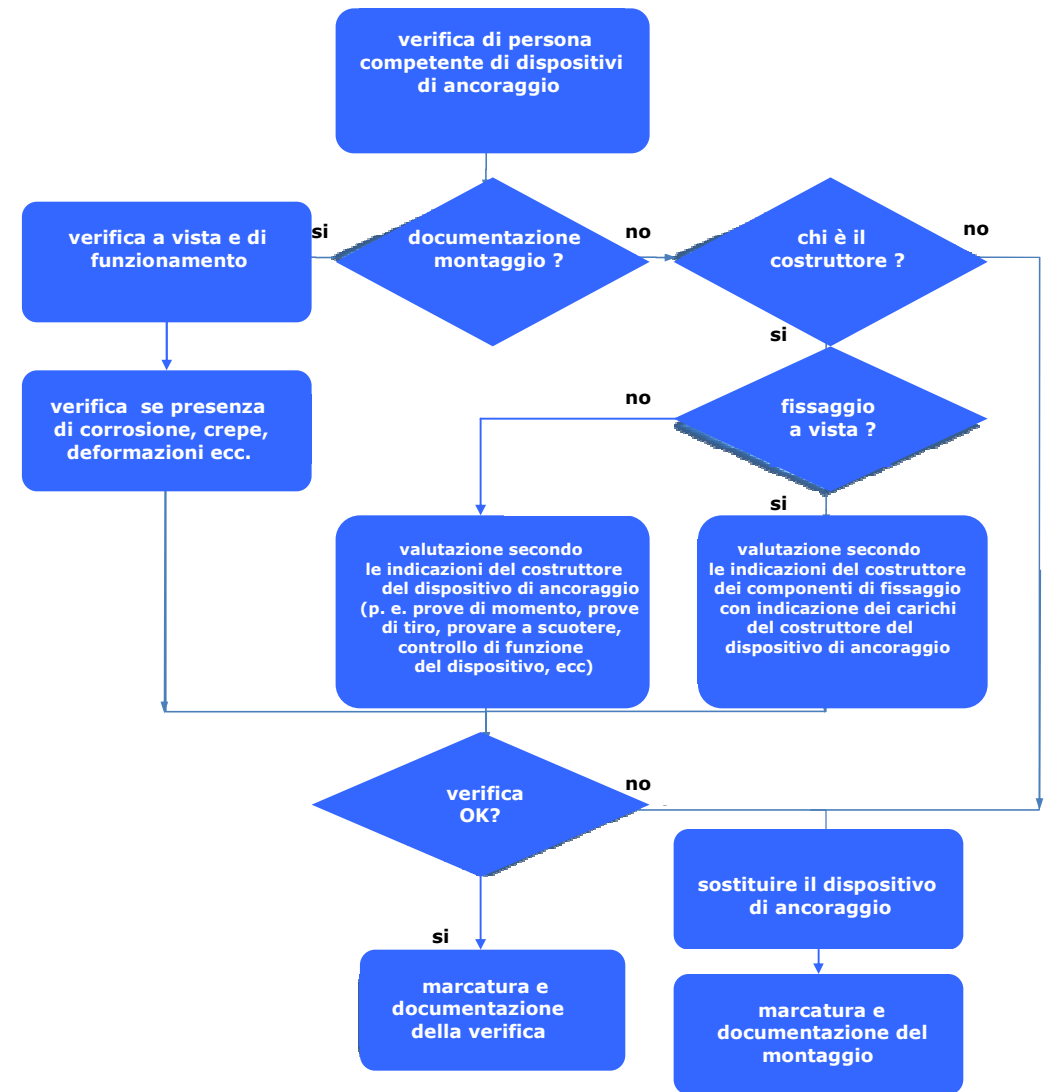 verifica di persona
competente di dispositivi
di ancoraggio
verifica a vista e di
funzionamento
si
documentazione
montaggio ?
no
chi è il
costruttore ?
no
si
verifica se presenza
di corrosione, crepe,
deformazioni ecc.
no
fissaggio
a vista ?
si
valutazione secondo
le indicazioni del costruttore
del dispositivo di ancoraggio
(p. e. prove di momento, prove
di tiro, provare a scuotere,
controllo di funzione
del dispositivo, ecc)
valutazione secondo
le indicazioni del costruttore
dei componenti di fissaggio
con indicazione dei carichi
del costruttore del
dispositivo di ancoraggio
verifica
OK?
no
sostituire il dispositivo
di ancoraggio
si
marcatura e
documentazione
della verifica
marcatura e
documentazione del
montaggio